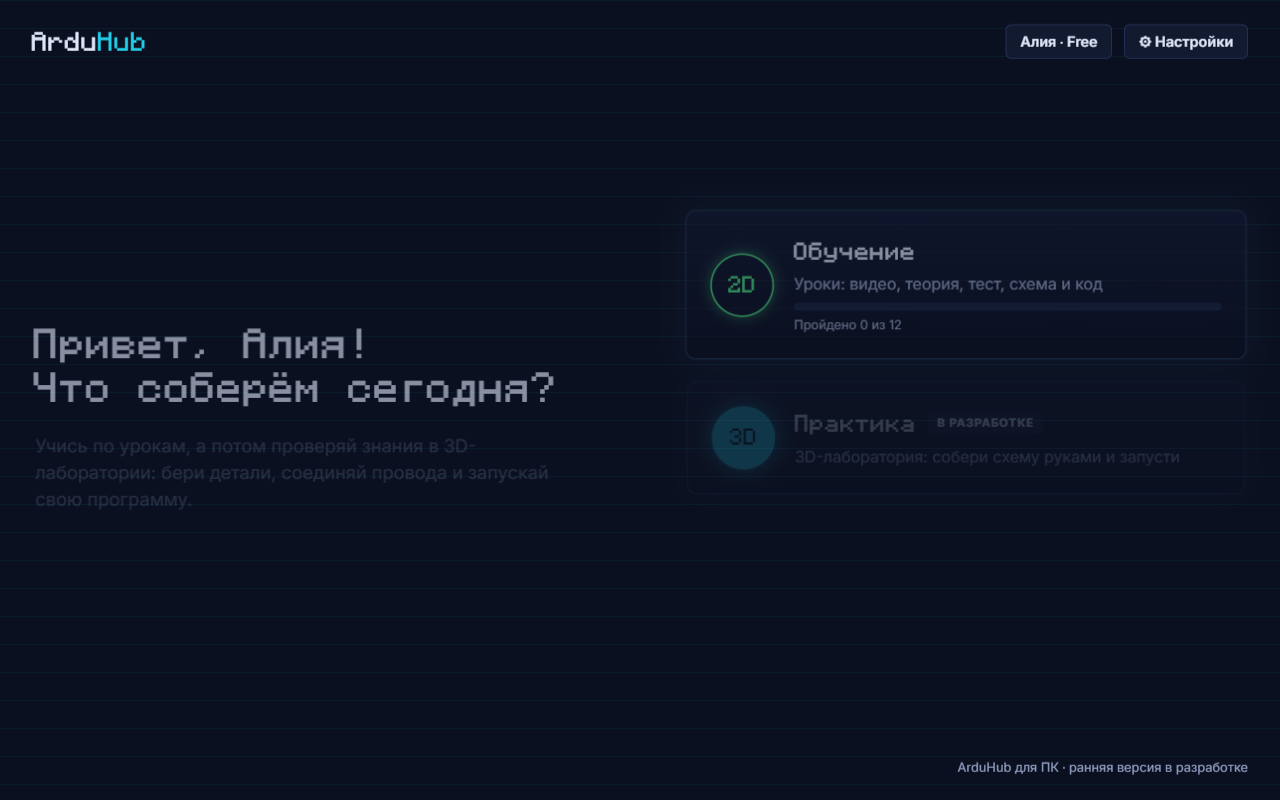 ArduHub
Алия · Free
⚙ Настройки
Привет, Алия!
Что соберём сегодня?
Учись по урокам, а потом проверяй знания в 3D-
лаборатории: бери детали, соединяй провода и запускай
свою программу.
2D
Обучение
Уроки: видео, теория, тест, схема и код
Пройдено 0 из 12
3D
Практика
В РАЗРАБОТКЕ
3D-лаборатория: собери схему руками и запусти
ArduHub для ПК · ранняя версия в разработке